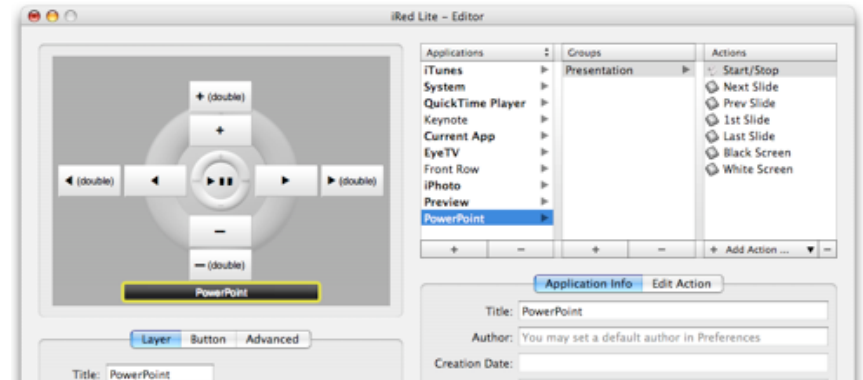 iRed Lite – Editor
+ (double)
+
◀ (double)
◀
▶ ▮▮
▶
▶ (double)
–
— (double)
PowerPoint
Layer Button Advanced
Title: PowerPoint
Applications Groups Actions
iTunes
System
QuickTime Player
Keynote
Current App
EyeTV
Front Row
iPhoto
Preview
PowerPoint
Presentation
Start/Stop
Next Slide
Prev Slide
1st Slide
Last Slide
Black Screen
White Screen
+ – + – + Add Action ... ▼ –
Application Info Edit Action
Title: PowerPoint
Author: You may set a default author in Preferences
Creation Date: